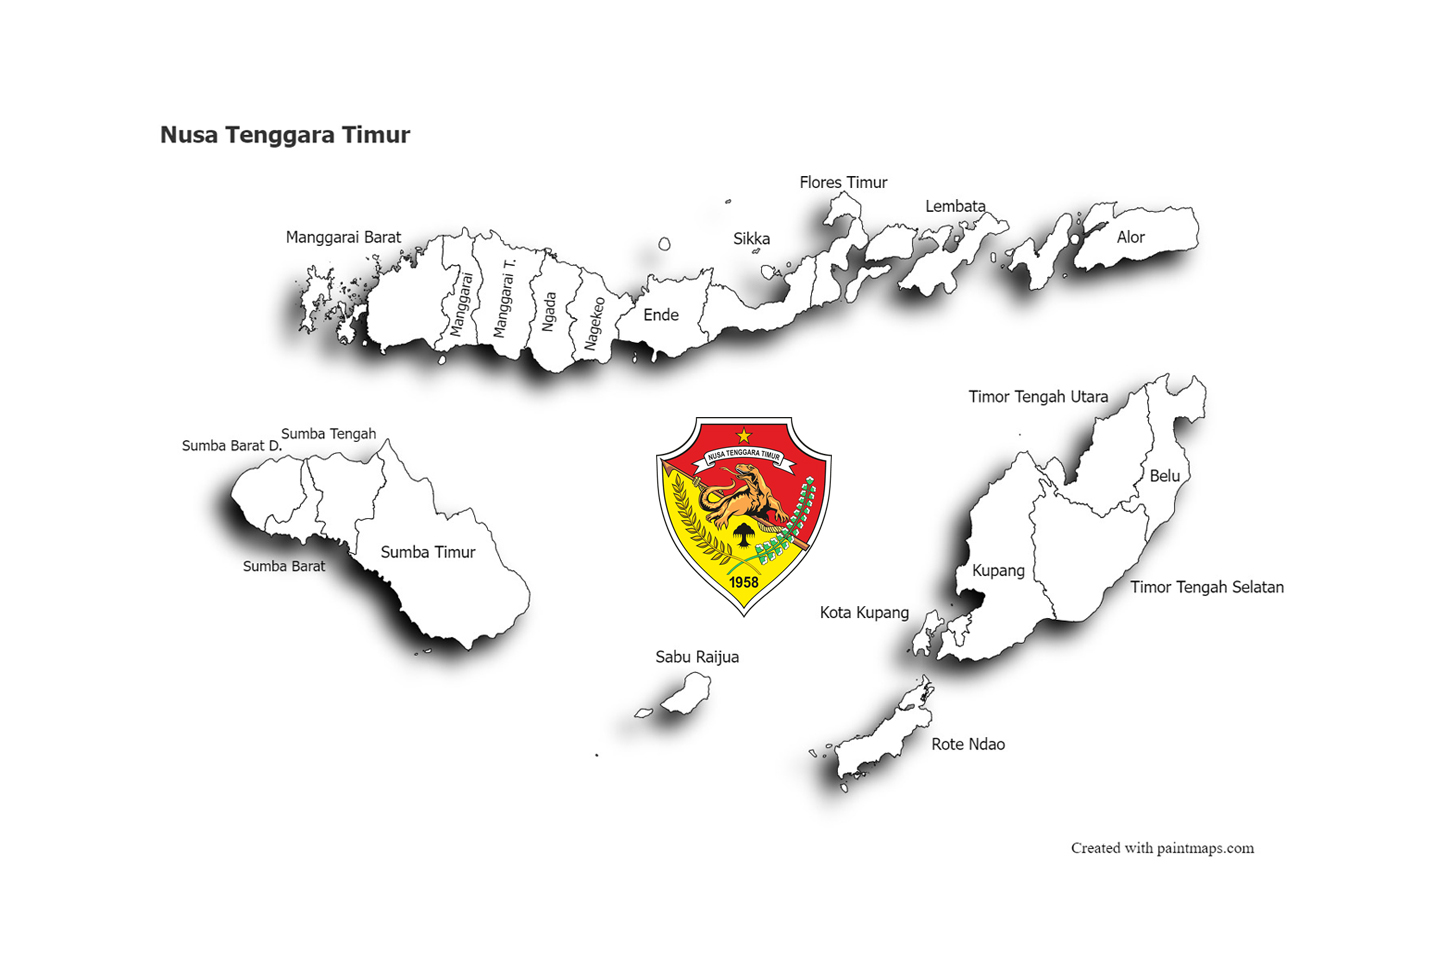 Nusa Tenggara Timur
Flores Timur
Lembata
Manggarai Barat
Sikka
Alor
Manggarai
Manggarai T.
Ngada
Nagekeo
Ende
Timor Tengah Utara
Sumba Barat D.
Sumba Tengah
NUSA TENGGARA TIMUR
Belu
Sumba Timur
Sumba Barat
Kupang
1958
Timor Tengah Selatan
Kota Kupang
Sabu Raijua
Rote Ndao
Created with paintmaps.com